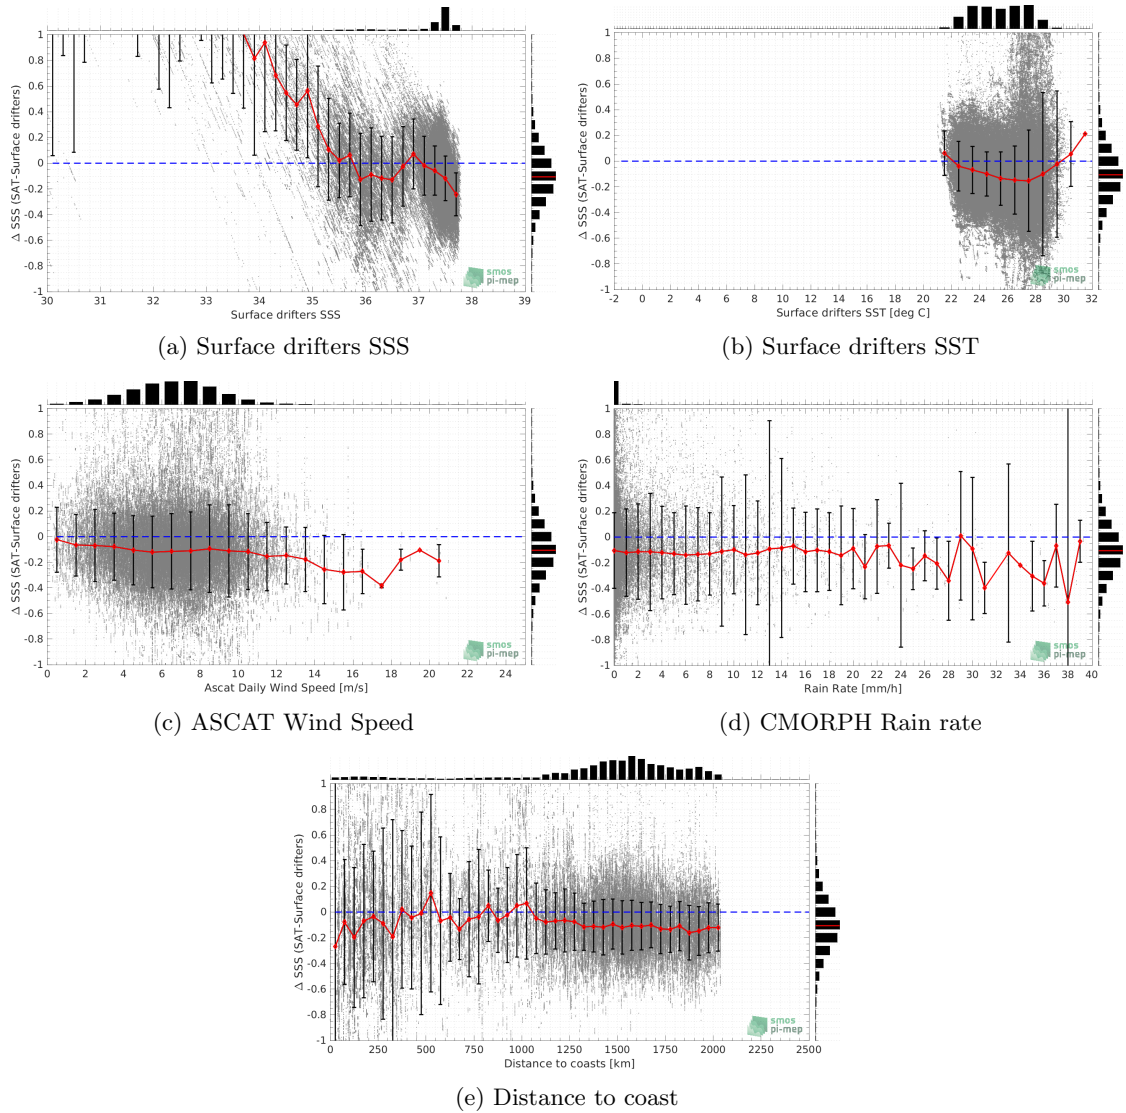 1
0.8
0.6
0.4
0.2
0
-0.2
-0.4
-0.6
-0.8
-1
Δ SSS (SAT-Surface drifters)
30 31 32 33 34 35 36 37 38 39
Surface drifters SSS
smos
pi-mep
(a) Surface drifters SSS
1
0.8
0.6
0.4
0.2
0
-0.2
-0.4
-0.6
-0.8
-1
Δ SSS (SAT-Surface drifters)
-2 0 2 4 6 8 10 12 14 16 18 20 22 24 26 28 30 32
Surface drifters SST [deg C]
smos
pi-mep
(b) Surface drifters SST
1
0.8
0.6
0.4
0.2
0
-0.2
-0.4
-0.6
-0.8
-1
Δ SSS (SAT-Surface drifters)
0 2 4 6 8 10 12 14 16 18 20 22 24
Ascat Daily Wind Speed [m/s]
smos
pi-mep
(c) ASCAT Wind Speed
1
0.8
0.6
0.4
0.2
0
-0.2
-0.4
-0.6
-0.8
-1
Δ SSS (SAT-Surface drifters)
0 2 4 6 8 10 12 14 16 18 20 22 24 26 28 30 32 34 36 38 40
Rain Rate [mm/h]
smos
pi-mep
(d) CMORPH Rain rate
1
0.8
0.6
0.4
0.2
0
-0.2
-0.4
-0.6
-0.8
-1
Δ SSS (SAT-Surface drifters)
0 250 500 750 1000 1250 1500 1750 2000 2250 2500
Distance to coasts [km]
smos
pi-mep
(e) Distance to coast